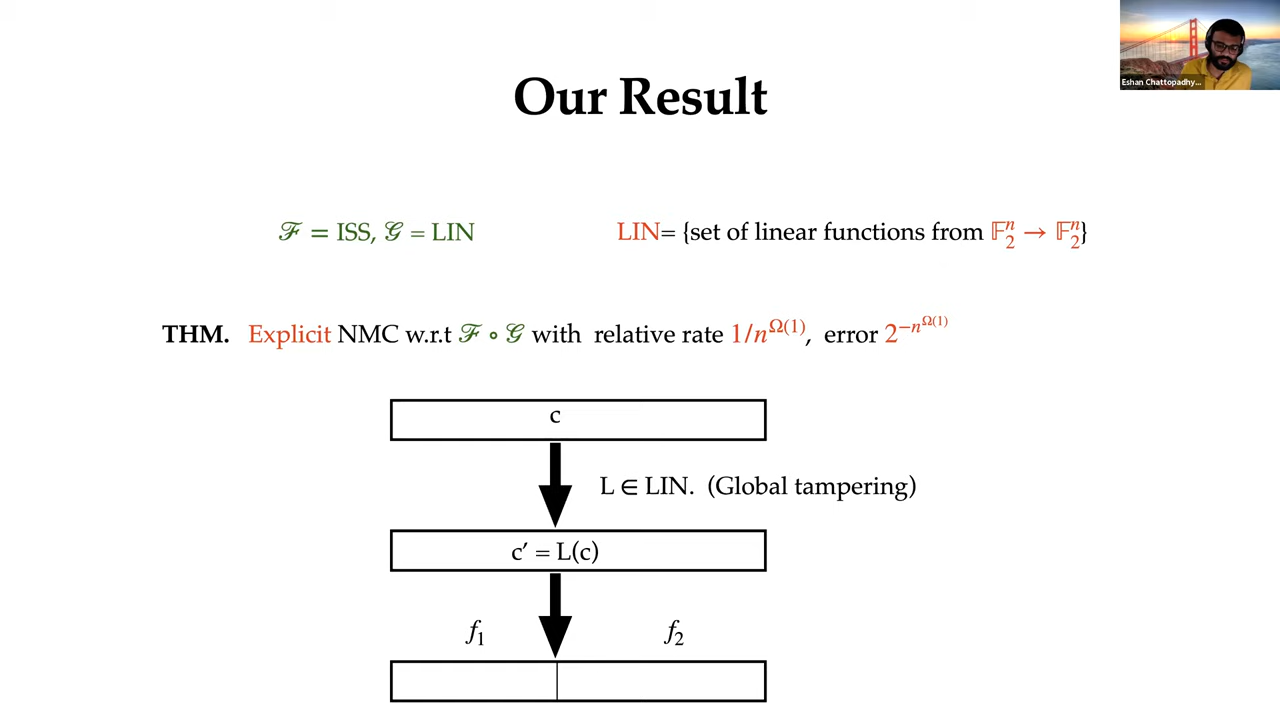 Eshan Chattopadhy...
Our Result
ℱ = ISS, 𝒢 = LIN
LIN= {set of linear functions from 𝔽₂ⁿ → 𝔽₂ⁿ}
THM. Explicit NMC w.r.t ℱ ∘ 𝒢 with relative rate 1/n^{Ω(1)}, error 2^{-n^{Ω(1)}}
c
L ∈ LIN. (Global tampering)
c′ = L(c)
f₁ f₂